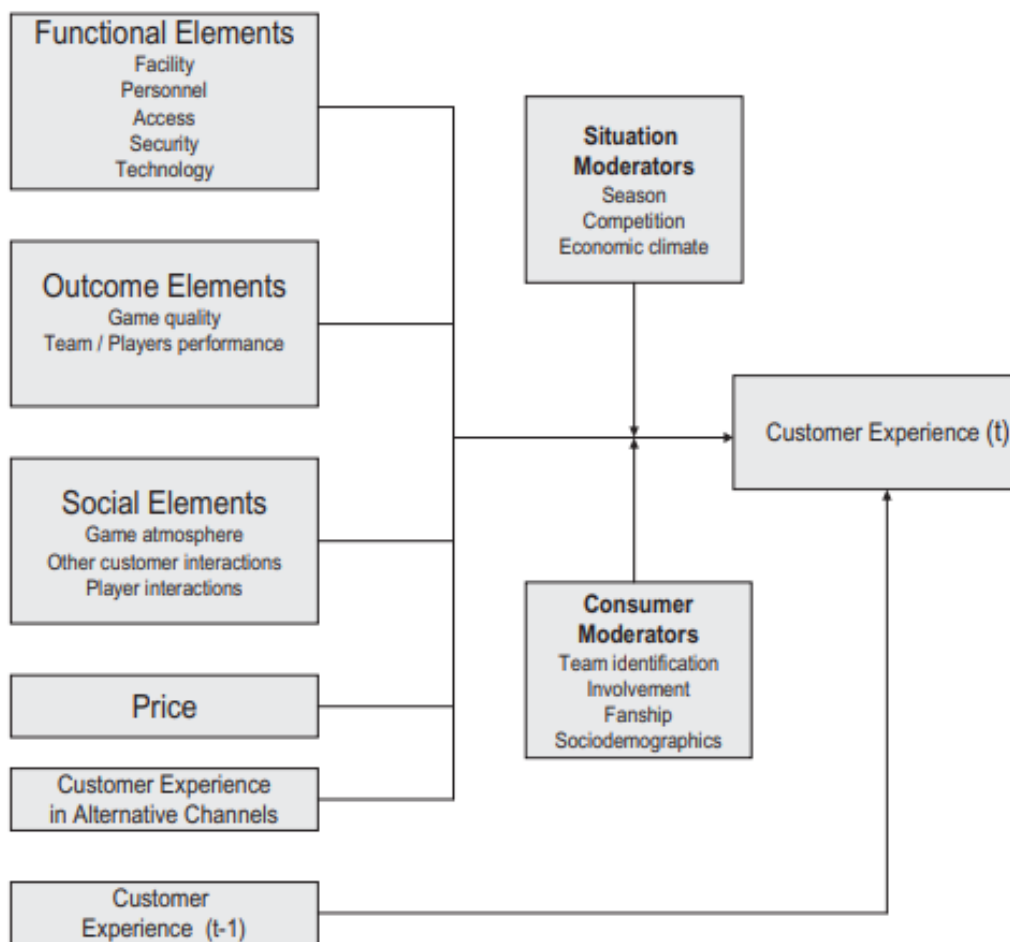 Functional Elements
Facility
Personnel
Access
Security
Technology
Outcome Elements
Game quality
Team / Players performance
Social Elements
Game atmosphere
Other customer interactions
Player interactions
Price
Customer Experience
in Alternative Channels
Customer
Experience (t-1)
Situation
Moderators
Season
Competition
Economic climate
Consumer
Moderators
Team identification
Involvement
Fanship
Sociodemographics
Customer Experience (t)